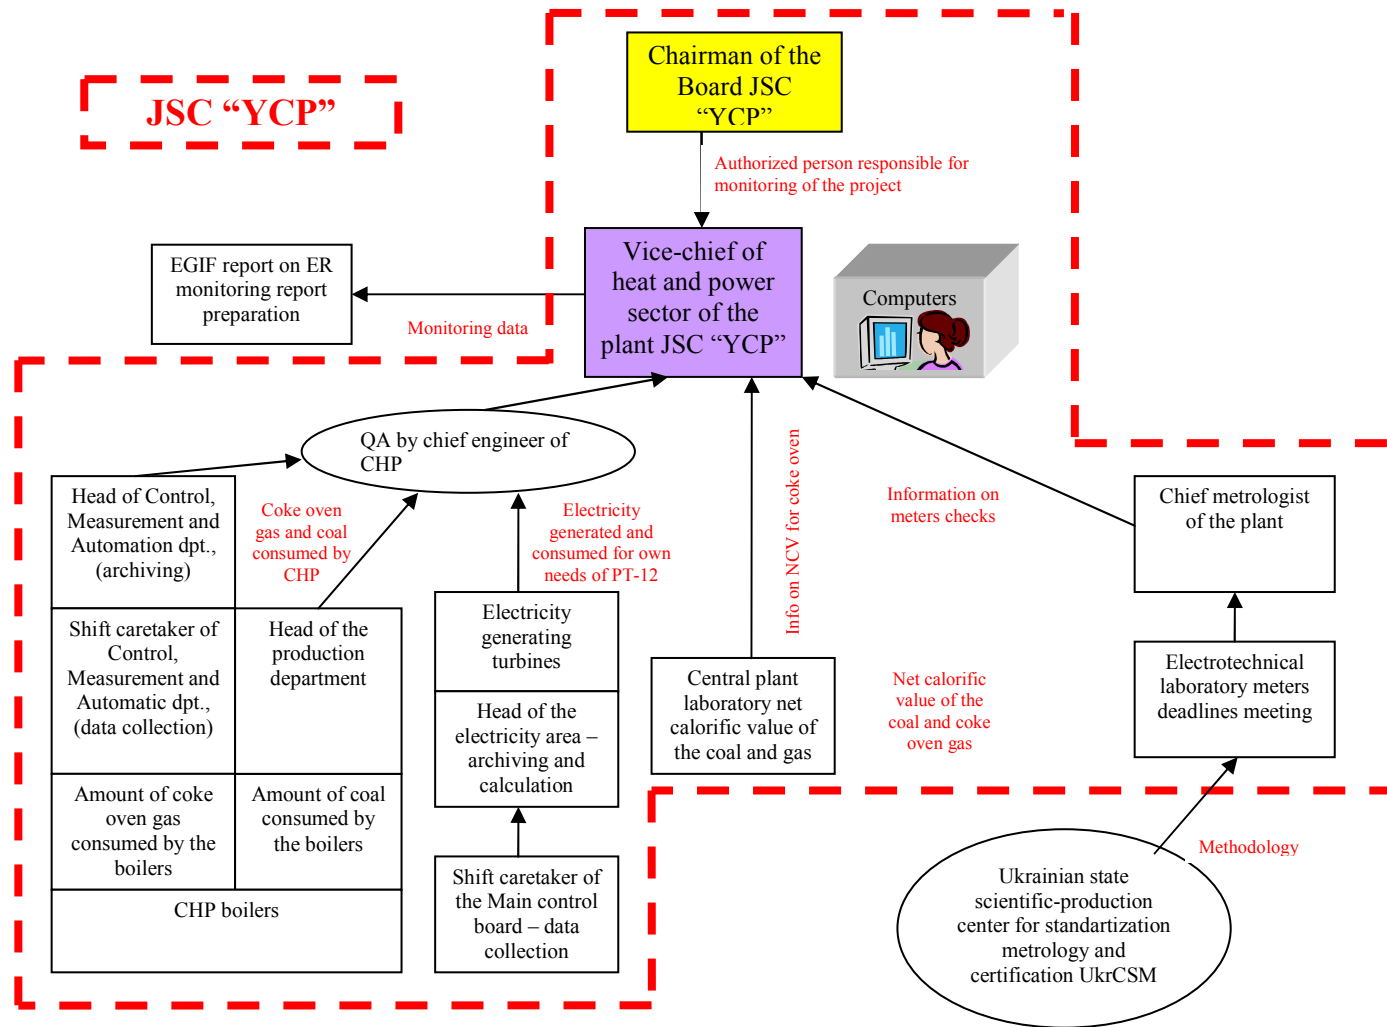 JSC “YCP”
Chairman of the
Board JSC
“YCP”
Authorized person responsible for
monitoring of the project
Vice-chief of
heat and power
sector of the
plant JSC “YCP”
Computers
EGIF report on ER
monitoring report
preparation
Monitoring data
QA by chief engineer of
CHP
Head of Control,
Measurement and
Automation dpt.,
(archiving)
Coke oven
gas and coal
consumed by
CHP
Electricity
generated and
consumed for own
needs of PT-12
Info on NCV for coke oven
Information on
meters checks
Chief metrologist
of the plant
Shift caretaker of
Control,
Measurement and
Automatic dpt.,
(data collection)
Head of the
production
department
Electricity
generating
turbines
Head of the
electricity area –
archiving and
calculation
Central plant
laboratory net
calorific value of
the coal and gas
Net calorific
value of the
coal and coke
oven gas
Electrotechnical
laboratory meters
deadlines meeting
Amount of coke
oven gas
consumed by the
boilers
Amount of coal
consumed by
the boilers
CHP boilers
Shift caretaker of
the Main control
board – data
collection
Methodology
Ukrainian state
scientific-production
center for standartization
metrology and
certification UkrCSM